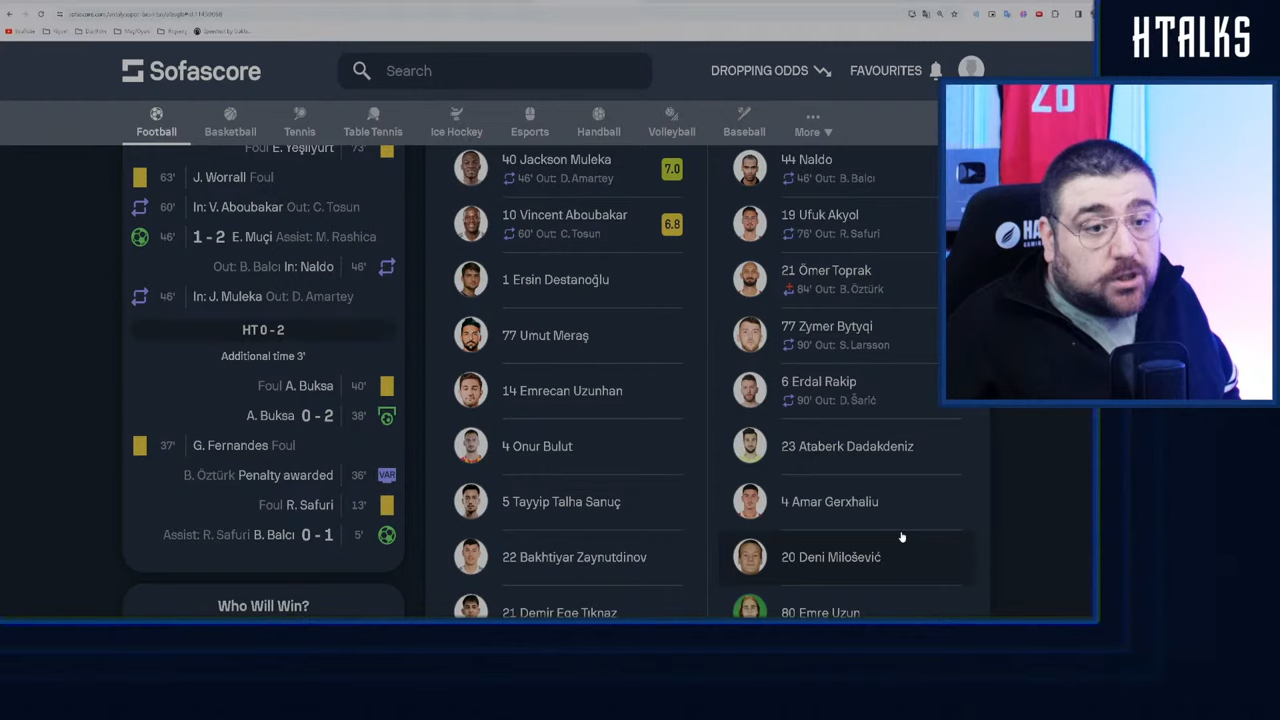 HTALKS
YouTube
Sofascore
Search
DROPPING ODDS
FAVOURITES
Football
Basketball
Tennis
Table Tennis
Ice Hockey
Esports
Handball
Volleyball
Baseball
More ▼
Foul E. Yeşilyurt 73'
63' J. Worrall Foul
60' In: V. Aboubakar Out: C. Tosun
46' 1 - 2 E. Muçi Assist: M. Rashica
Out: B. Balcı In: Naldo 46'
46' In: J. Muleka Out: D. Amartey
HT 0 - 2
Additional time 3'
Foul A. Buksa 40'
A. Buksa 0 - 2 38'
37' G. Fernandes Foul
B. Öztürk Penalty awarded 36' VAR
Foul R. Safuri 13'
Assist: R. Safuri B. Balcı 0 - 1 5'
Who Will Win?
40 Jackson Muleka
46' Out: D. Amartey
7.0
10 Vincent Aboubakar
60' Out: C. Tosun
6.8
1 Ersin Destanoğlu
77 Umut Meraş
14 Emrecan Uzunhan
4 Onur Bulut
5 Tayyip Talha Sanuç
22 Bakhtiyar Zaynutdinov
21 Demir Ege Tıknaz
44 Naldo
46' Out: B. Balcı
19 Ufuk Akyol
76' Out: R. Safuri
21 Ömer Toprak
84' Out: B. Öztürk
77 Zymer Bytyqi
90' Out: S. Larsson
6 Erdal Rakip
90' Out: D. Šarić
23 Ataberk Dadakdeniz
4 Amar Gerxhaliu
20 Deni Milošević
80 Emre Uzun
28
HA